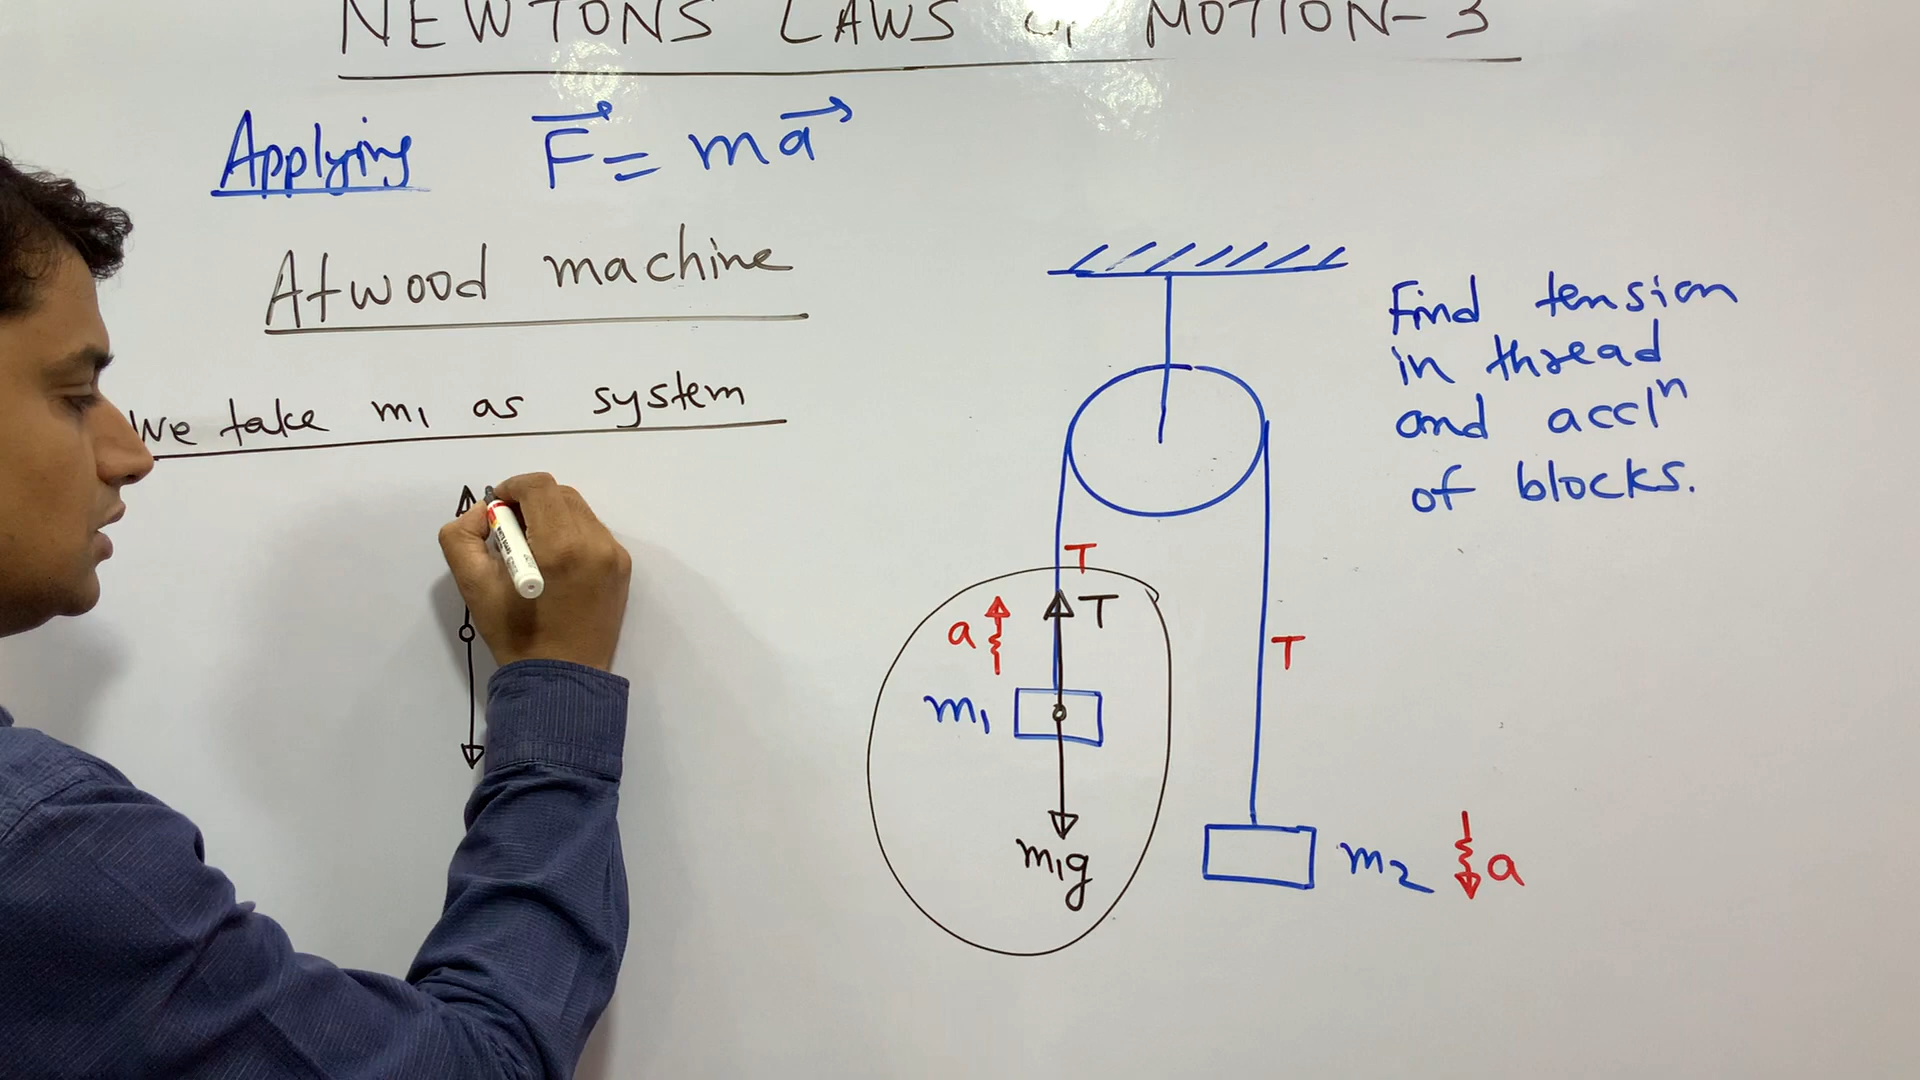 NEWTONS LAWS MOTION-3
Applying F = ma
Atwood machine
We take m1 as system
Find tension
in thread
and acclⁿ
of blocks.
T
a
T
T
m1
m1g
m2
a